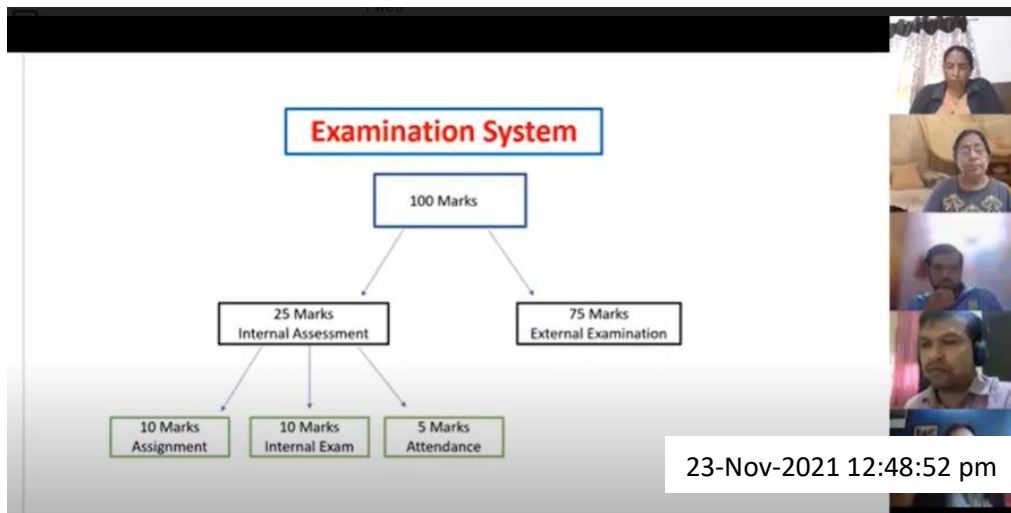 Examination System
100 Marks
25 Marks
Internal Assessment
75 Marks
External Examination
10 Marks
Assignment
10 Marks
Internal Exam
5 Marks
Attendance
23-Nov-2021 12:48:52 pm